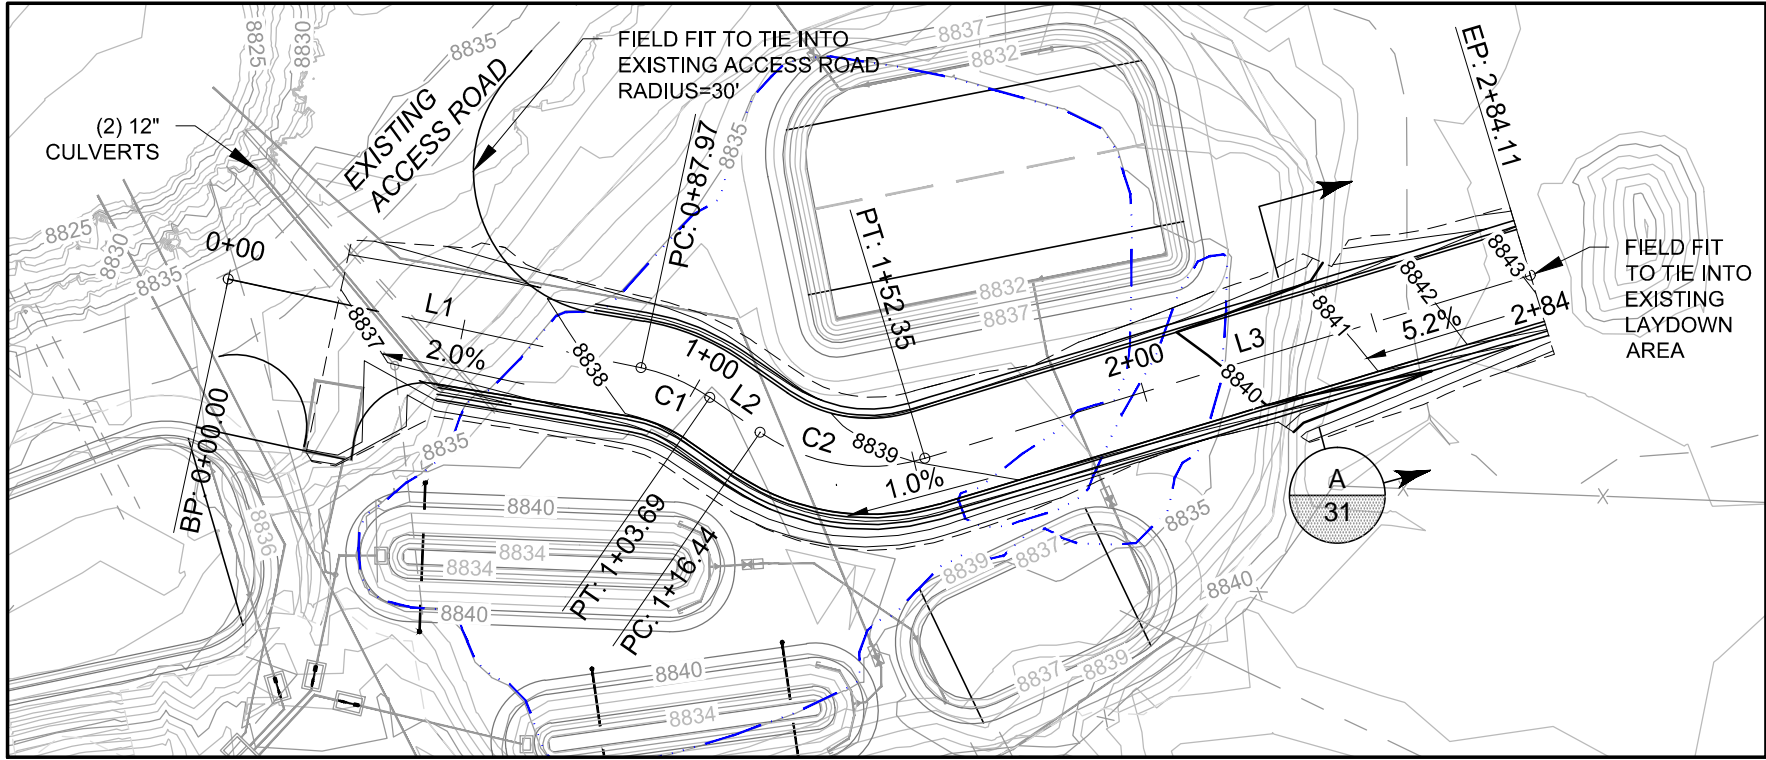 8825
8830
8835
FIELD FIT TO TIE INTO
EXISTING ACCESS ROAD
RADIUS=30'
8837
8832
EP: 2+84.11
(2) 12"
CULVERTS
EXISTING
ACCESS ROAD
PC: 0+87.97
8835
8825
8830
8835
0+00
PT: 1+52.35
8832
8837
8843
8842
8841
FIELD FIT
TO TIE INTO
EXISTING
LAYDOWN
AREA
L1
8837
2.0%
8838
1+00
L2
C1
C2
8839
1.0%
2+00
L3
8840
5.2%
2+84
BP: 0+00.00
8836
8835
8840
8834
8834
8840
PT: 1+03.69
PC: 1+16.44
A
31
8835
8839
8837
8840
8837
8839
8840
8834